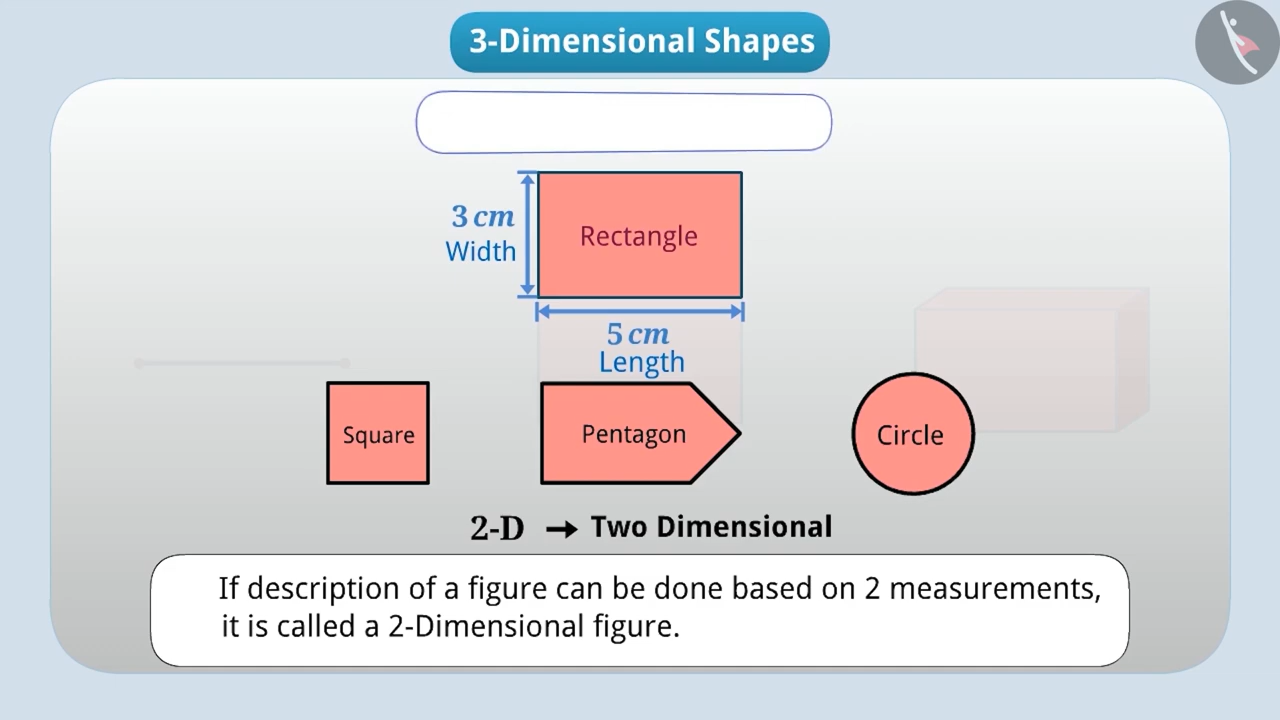 3-Dimensional Shapes
3 cm
Width
Rectangle
5 cm
Length
Square
Pentagon
Circle
2-D → Two Dimensional
If description of a figure can be done based on 2 measurements,
it is called a 2-Dimensional figure.